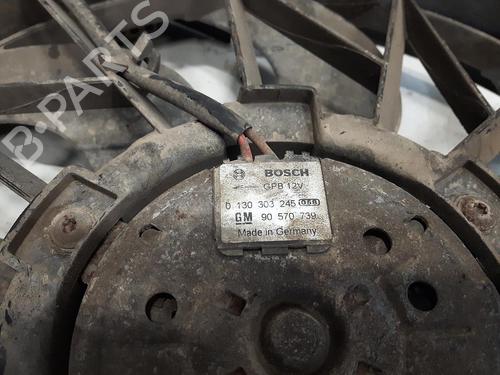 B-PARTS
BOSCH
GPB 12V
0 130 303 245
GM 90 570 739
Made in Germany